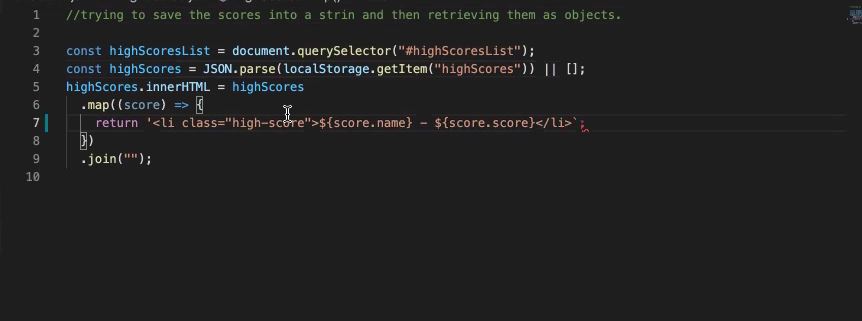 1 //trying to save the scores into a strin and then retrieving them as objects.
2
3 const highScoresList = document.querySelector("#highScoresList");
4 const highScores = JSON.parse(localStorage.getItem("highScores")) || [];
5 highScores.innerHTML = highScores
6 .map((score) => {
7 return '<li class="high-score">${score.name} - ${score.score}</li>`;
8 })
9 .join("");
10